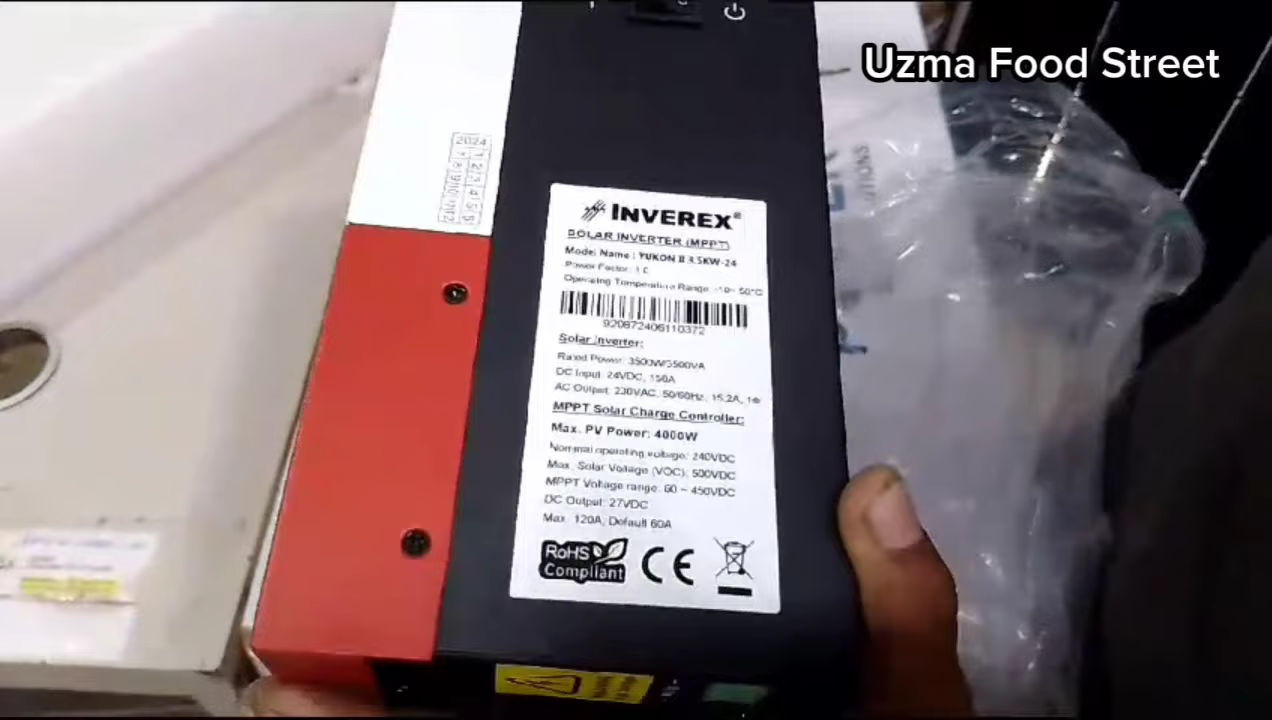 Uzma Food Street
2024
INVEREX®
SOLAR INVERTER (MPPT)
Model Name : YUKON II 3.5KW-24
Power Factor: 1.0
Operating Temperature Range: -10~ 50°C
920872406110372
Solar Inverter:
Rated Power: 3500W/3500VA
DC Input: 24VDC, 150A
AC Output: 230VAC, 50/60Hz, 15.2A, 1Φ
MPPT Solar Charge Controller:
Max. PV Power: 4000W
Nominal operating voltage: 240VDC
Max. Solar Voltage (VOC): 500VDC
MPPT Voltage range: 60 ~ 450VDC
DC Output: 27VDC
Max. 120A, Default 60A
RoHS
Compliant
CE